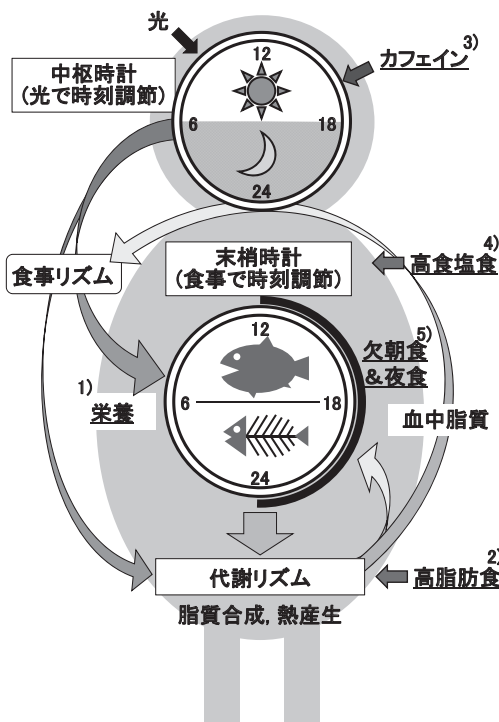 光
12
6
18
24
中枢時計
(光で時刻調節)
3)
カフェイン
食事リズム
末梢時計
(食事で時刻調節)
4)
高食塩食
12
6
18
24
5)
欠朝食
&夜食
1)
栄養
血中脂質
代謝リズム
2)
高脂肪食
脂質合成, 熱産生